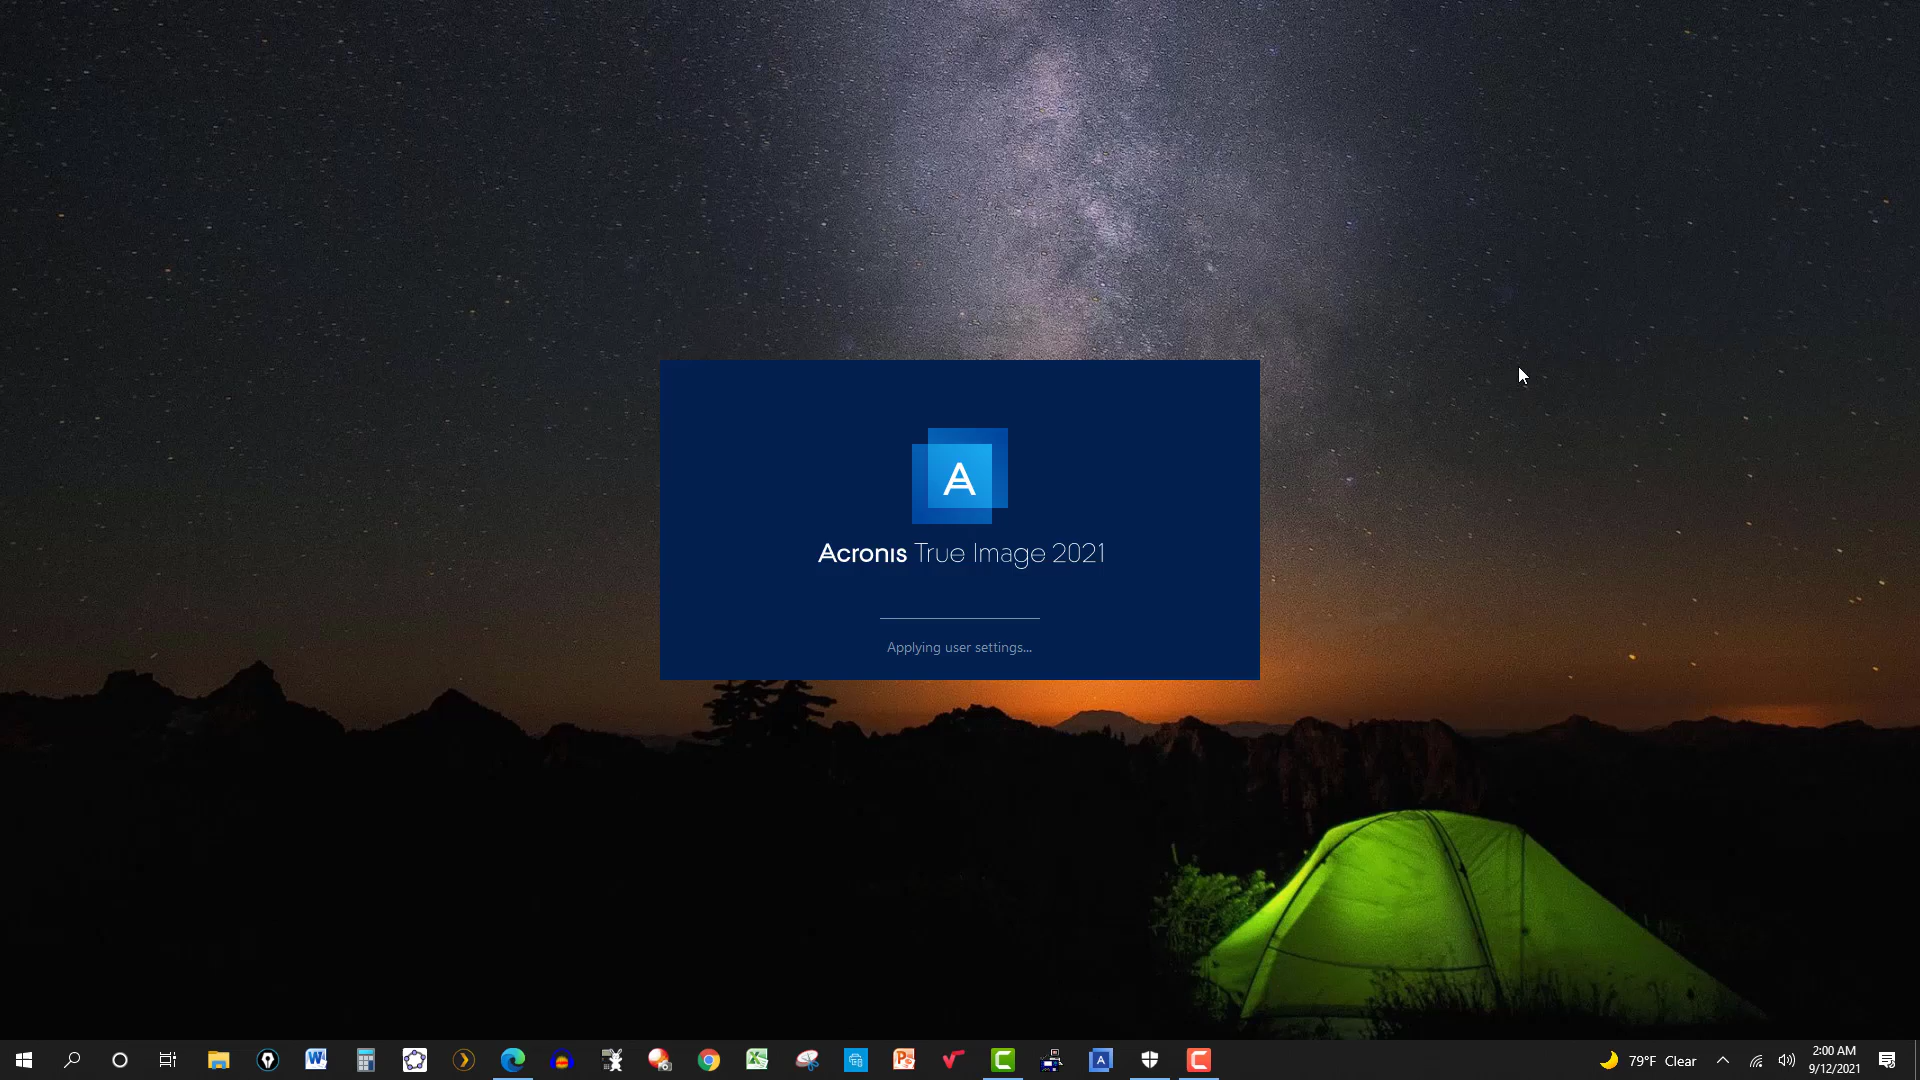 A
Acronis True Image 2021
Applying user settings...
79°F Clear
2:00 AM
9/12/2021